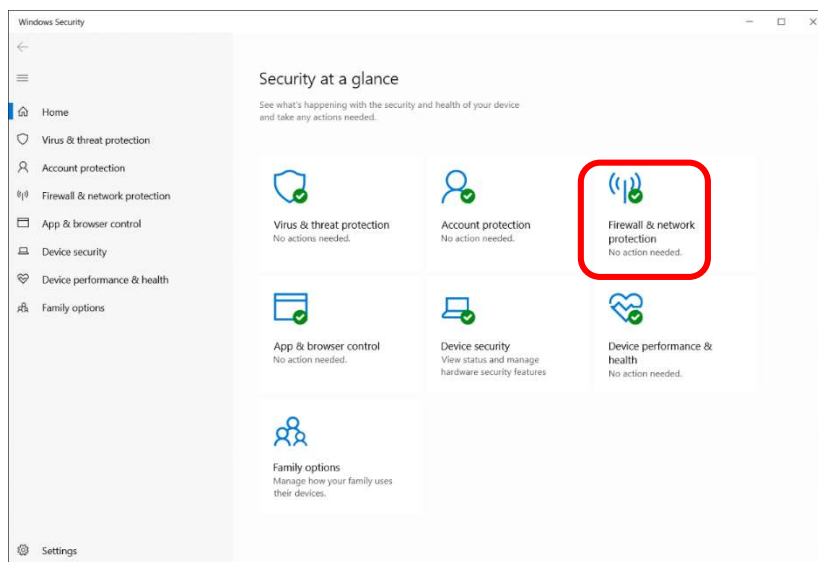 Windows Security
Home
Virus & threat protection
Account protection
Firewall & network protection
App & browser control
Device security
Device performance & health
Family options
Settings
Security at a glance
See what's happening with the security and health of your device
and take any actions needed.
Virus & threat protection
No actions needed.
Account protection
No action needed.
Firewall & network
protection
No action needed.
App & browser control
No action needed.
Device security
View status and manage
hardware security features
Device performance &
health
No action needed.
Family options
Manage how your family uses
their devices.